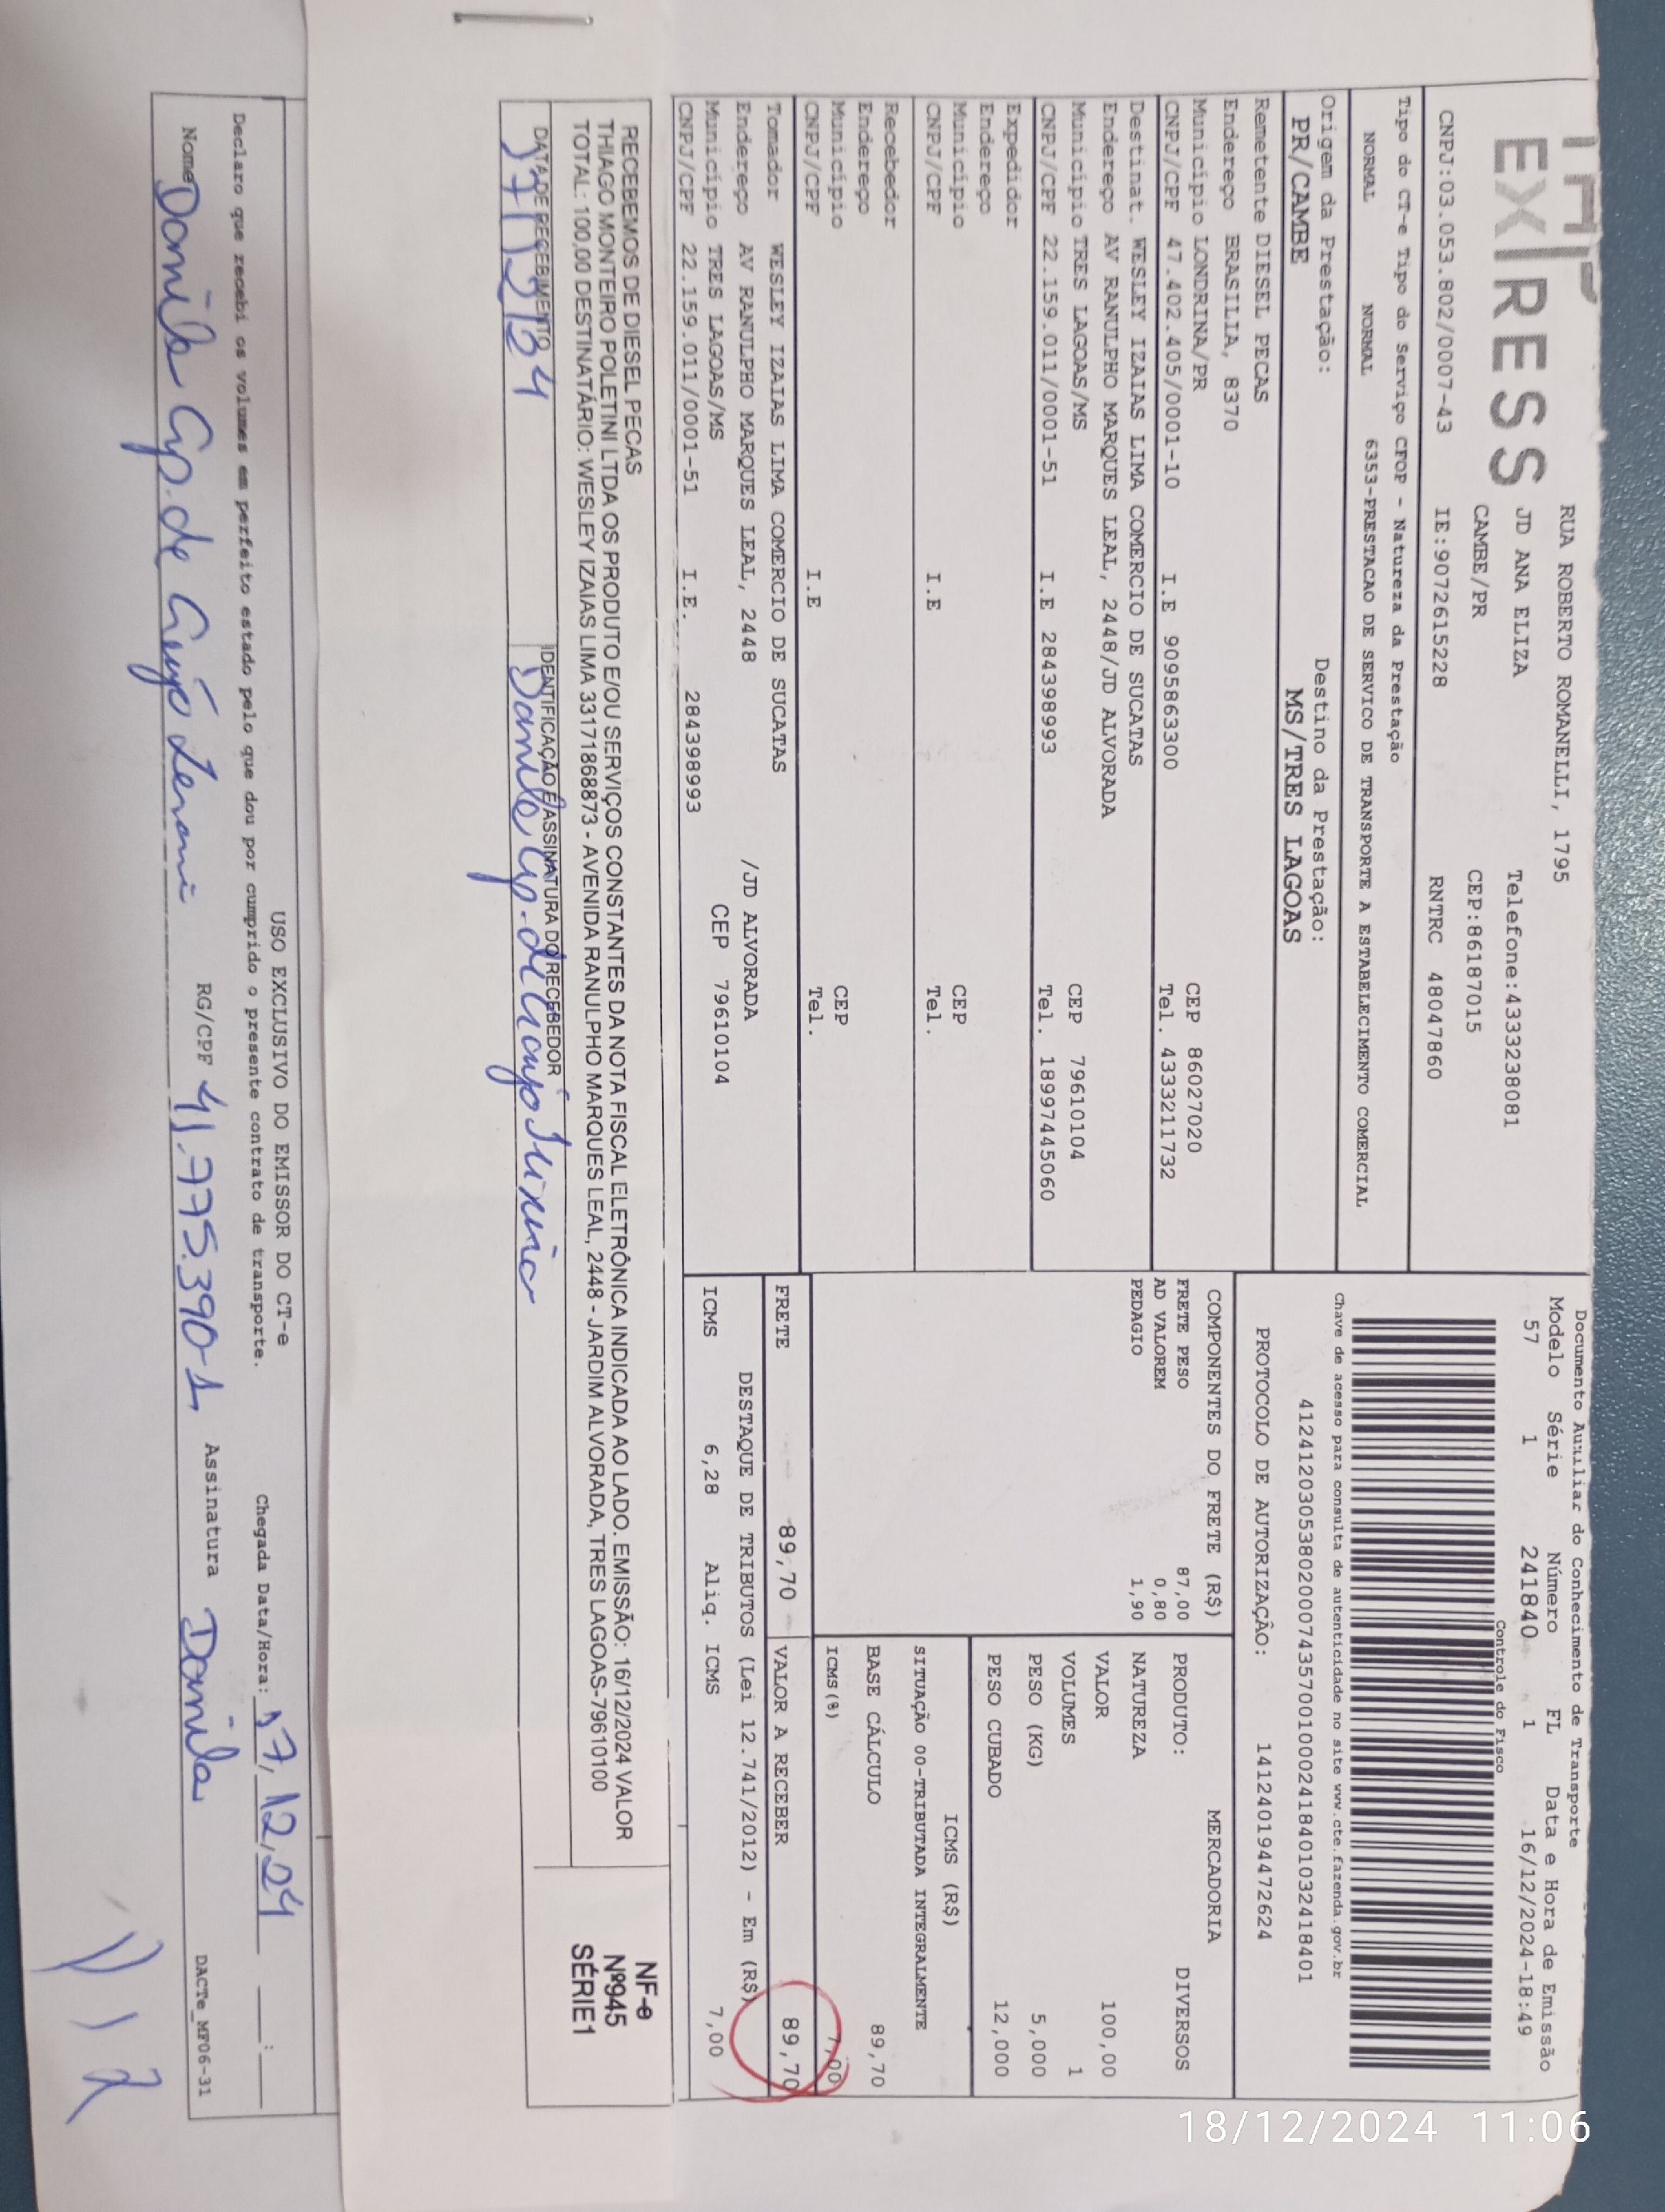 EXPRESS
RUA ROBERTO ROMANELLI, 1795
JD ANA ELIZA Telefone:4333238081
CAMBE/PR CEP:86187015
CNPJ:03.053.802/0007-43 IE:9072615228 RNTRC 48047860
Documento Auxiliar do Conhecimento de Transporte
Modelo Série Número FL Data e Hora de Emissão
57 1 241840 1 16/12/2024-18:49
Controle do Fisco
Chave de acesso para consulta de autenticidade no site www.cte.fazenda.gov.br
41241203053802000743570010002418401032418401
PROTOCOLO DE AUTORIZAÇÃO: 141240194472624
Tipo do CT-e Tipo do Serviço CFOP - Natureza da Prestação
NORMAL NORMAL 6353-PRESTACAO DE SERVICO DE TRANSPORTE A ESTABELECIMENTO COMERCIAL
Origem da Prestação: Destino da Prestação:
PR/CAMBE MS/TRES LAGOAS
Remetente DIESEL PECAS
Endereço BRASILIA, 8370
Município LONDRINA/PR CEP 86027020
CNPJ/CPF 47.402.405/0001-10 I.E 9095863300 Tel. 4333211732
Destinat. WESLEY IZAIAS LIMA COMERCIO DE SUCATAS
Endereço AV RANULPHO MARQUES LEAL, 2448/JD ALVORADA
Município TRES LAGOAS/MS CEP 79610104
CNPJ/CPF 22.159.011/0001-51 I.E 284398993 Tel. 18997445060
Expedidor
Endereço
Município CEP
CNPJ/CPF I.E Tel.
Recebedor
Endereço
Município CEP
CNPJ/CPF I.E Tel.
Tomador WESLEY IZAIAS LIMA COMERCIO DE SUCATAS
Endereço AV RANULPHO MARQUES LEAL, 2448 /JD ALVORADA
Município TRES LAGOAS/MS CEP 79610104
CNPJ/CPF 22.159.011/0001-51 I.E. 284398993
COMPONENTES DO FRETE (R$)
FRETE PESO 87,00
AD VALOREM 0,80
PEDAGIO 1,90
MERCADORIA
PRODUTO: DIVERSOS
NATUREZA
VALOR 100,00
VOLUMES 1
PESO (KG) 5,000
PESO CUBADO 12,000
ICMS (R$)
SITUAÇÃO 00-TRIBUTADA INTEGRALMENTE
BASE CÁLCULO 89,70
ICMS(%) 7,00
FRETE 89,70 VALOR A RECEBER 89,70
DESTAQUE DE TRIBUTOS (Lei 12.741/2012) - Em (R$)
ICMS 6,28 Aliq. ICMS 7,00
RECEBEMOS DE DIESEL PECAS
THIAGO MONTEIRO POLETINI LTDA OS PRODUTO E/OU SERVIÇOS CONSTANTES DA NOTA FISCAL ELETRÔNICA INDICADA AO LADO. EMISSÃO: 16/12/2024 VALOR
TOTAL: 100,00 DESTINATÁRIO: WESLEY IZAIAS LIMA 33171868873 - AVENIDA RANULPHO MARQUES LEAL, 2448 - JARDIM ALVORADA, TRES LAGOAS-79610100
NF-e
Nº945
SÉRIE1
DATA DE RECEBIMENTO IDENTIFICAÇÃO E ASSINATURA DO RECEBEDOR
USO EXCLUSIVO DO EMISSOR DO CT-e
Declaro que recebi os volumes em perfeito estado pelo que dou por cumprido o presente contrato de transporte.
Chegada Data/Hora: 17, 12, 24 :
Nome RG/CPF 41.775.390-1 Assinatura Danila
DACTe_MF06-31
18/12/2024 11:06